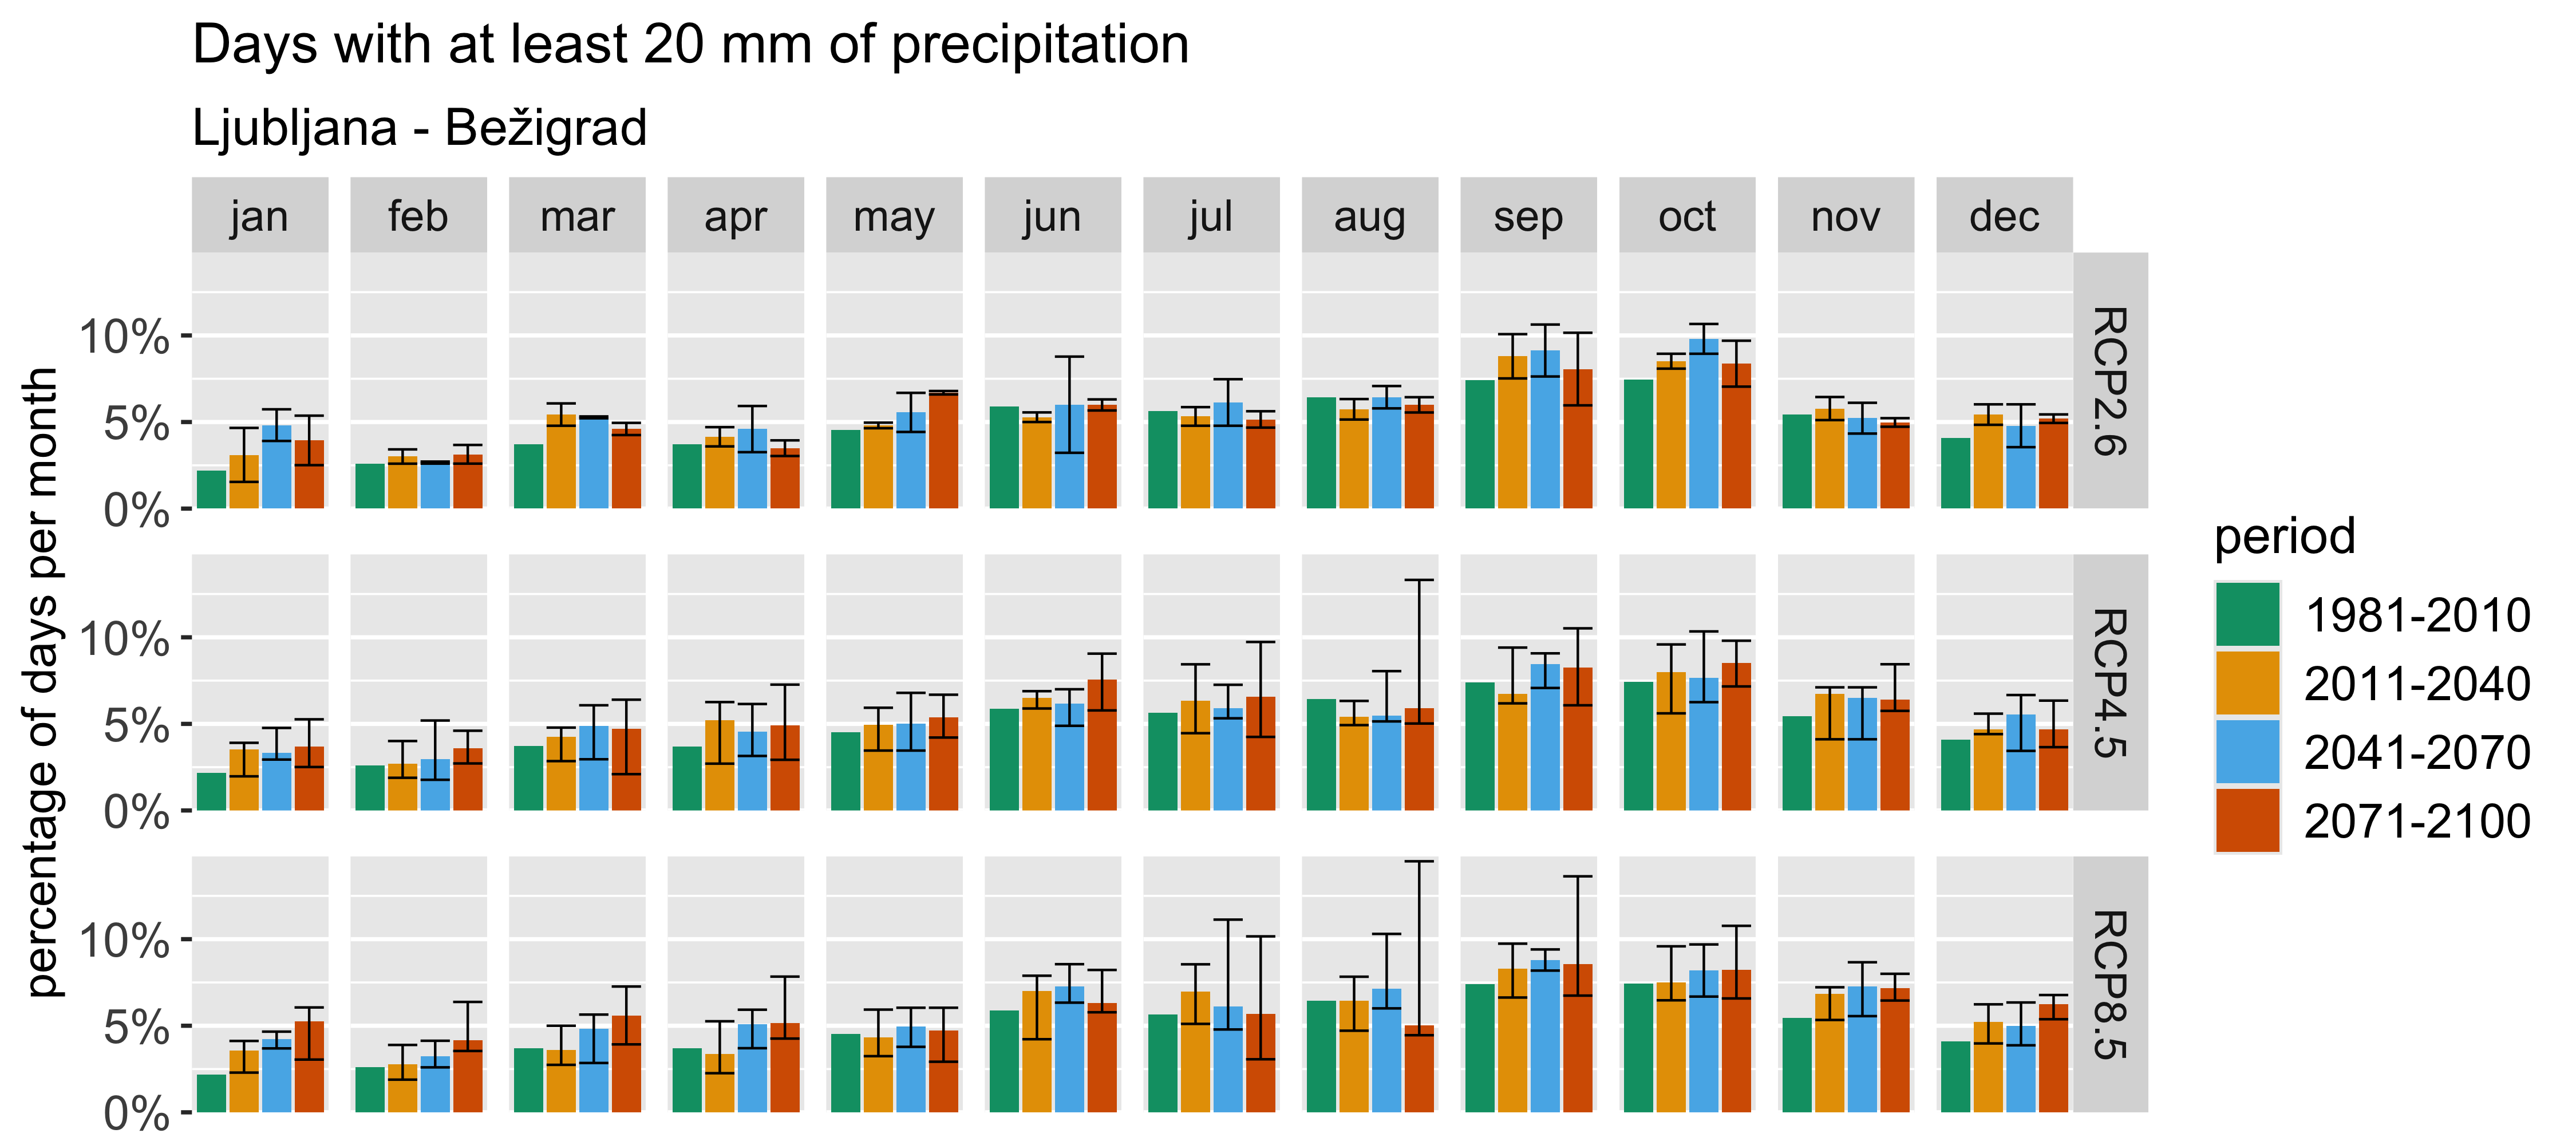 Days with at least 20 mm of precipitation
Ljubljana - Bežigrad
jan feb mar apr may jun jul aug sep oct nov dec
percentage of days per month
10%
5%
0%
RCP2.6
10%
5%
0%
RCP4.5
10%
5%
0%
RCP8.5
period
1981-2010
2011-2040
2041-2070
2071-2100